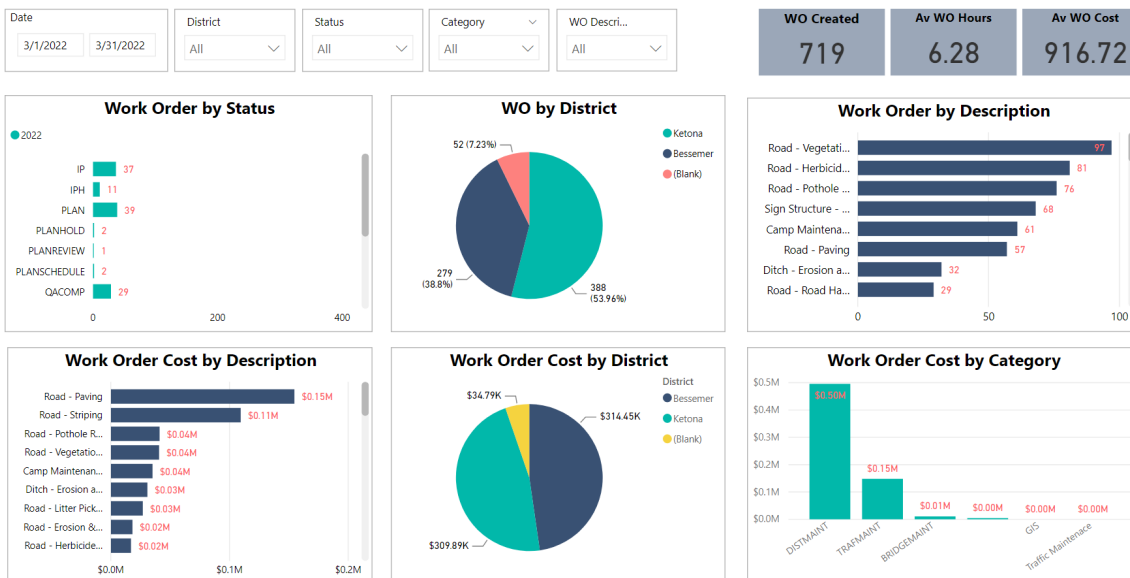 Date
3/1/2022 3/31/2022
District
All
Status
All
Category
All
WO Descri...
All
WO Created
719
Av WO Hours
6.28
Av WO Cost
916.72
Work Order by Status
2022
IP 37
IPH 11
PLAN 39
PLANHOLD 2
PLANREVIEW 1
PLANSCHEDULE 2
QACOMP 29
0 200 400
WO by District
52 (7.23%)
279
(38.8%)
388
(53.96%)
Ketona
Bessemer
(Blank)
Work Order by Description
Road - Vegetati... 97
Road - Herbicid... 81
Road - Pothole ... 76
Sign Structure - ... 68
Camp Maintena... 61
Road - Paving 57
Ditch - Erosion a... 32
Road - Road Ha... 29
0 50 100
Work Order Cost by Description
Road - Paving $0.15M
Road - Striping $0.11M
Road - Pothole R... $0.04M
Road - Vegetatio... $0.04M
Camp Maintenan... $0.04M
Ditch - Erosion a... $0.03M
Road - Litter Pick... $0.03M
Road - Erosion &... $0.02M
Road - Herbicide... $0.02M
$0.0M $0.1M $0.2M
Work Order Cost by District
$34.79K
$314.45K
$309.89K
District
Bessemer
Ketona
(Blank)
Work Order Cost by Category
$0.5M
$0.4M
$0.3M
$0.2M
$0.1M
$0.0M
$0.50M
$0.15M
$0.01M
$0.00M
$0.00M
$0.00M
DISTMAINT
TRAFMAINT
BRIDGEMAINT
GIS
Traffic Maintenace